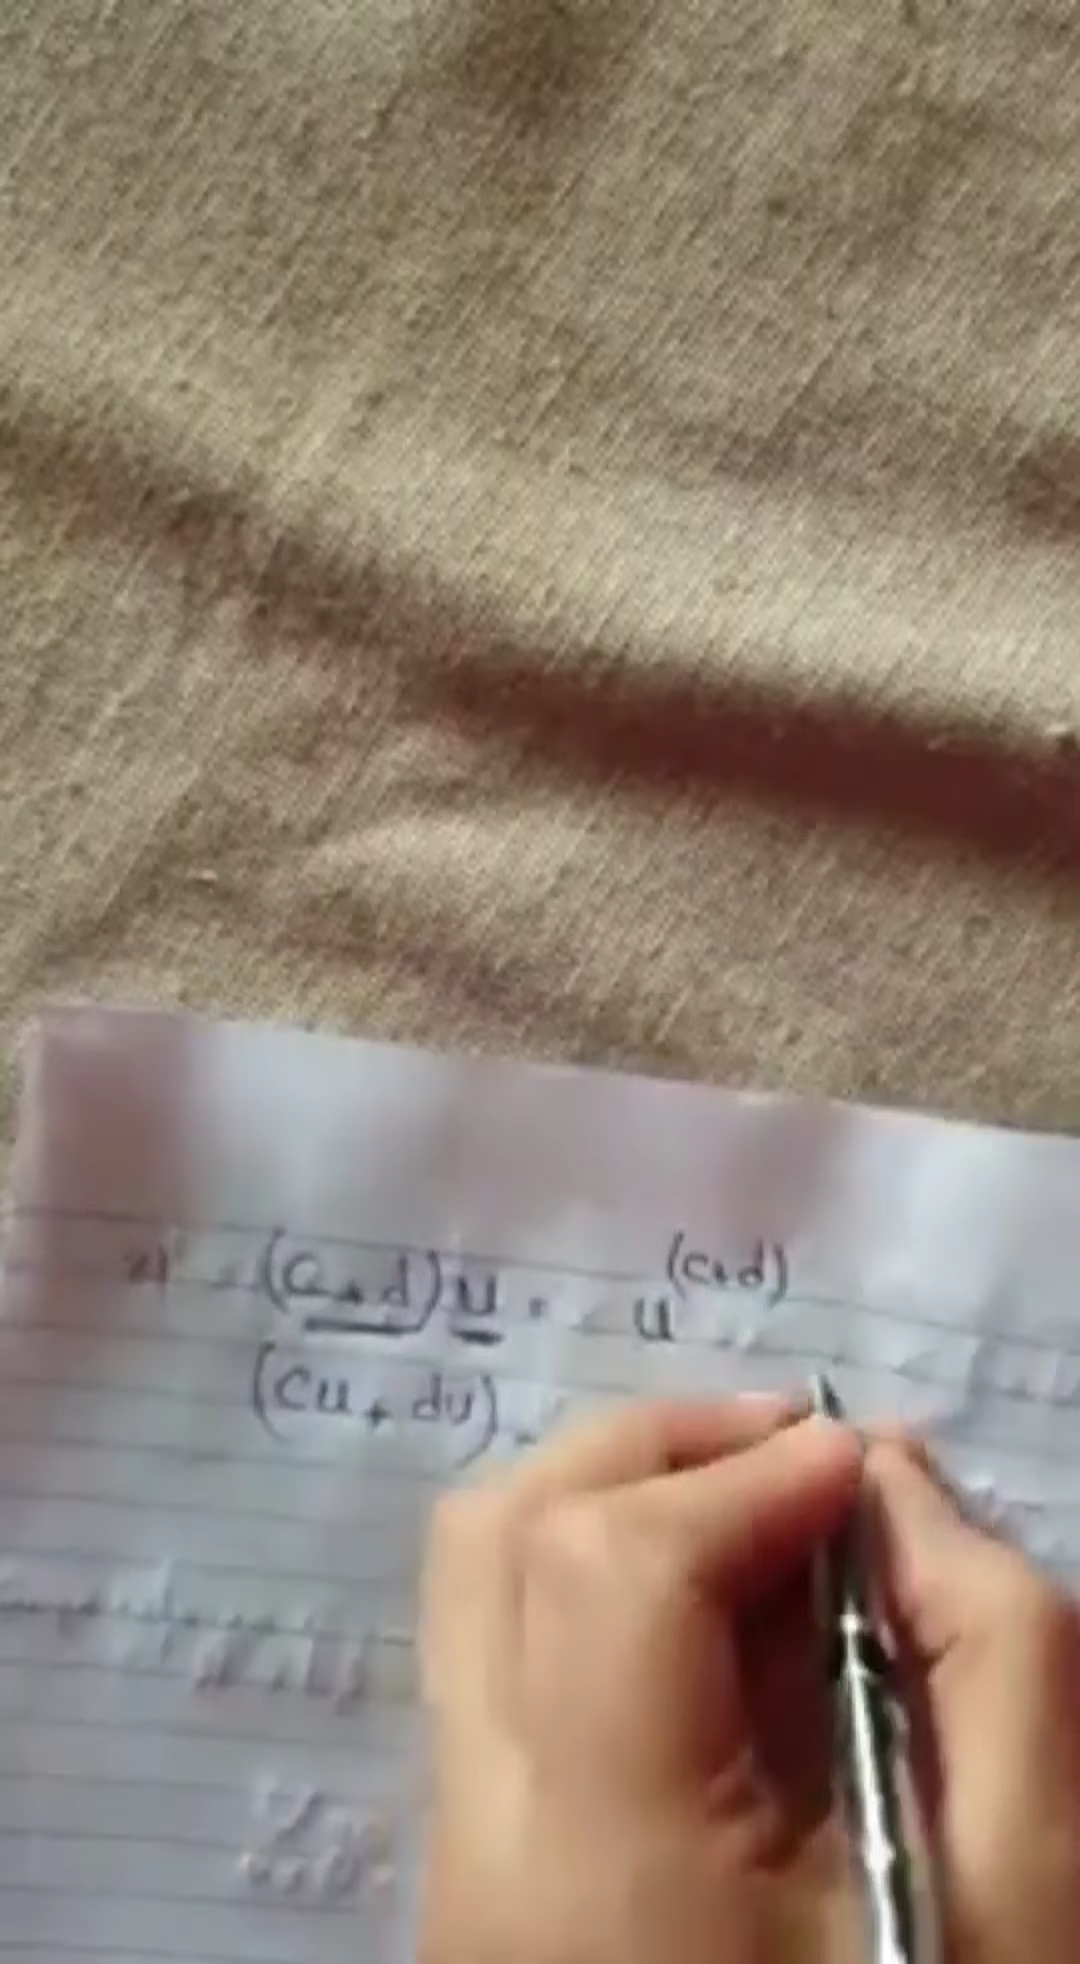 (c+d)u = u^(c+d)
(cu + du) =